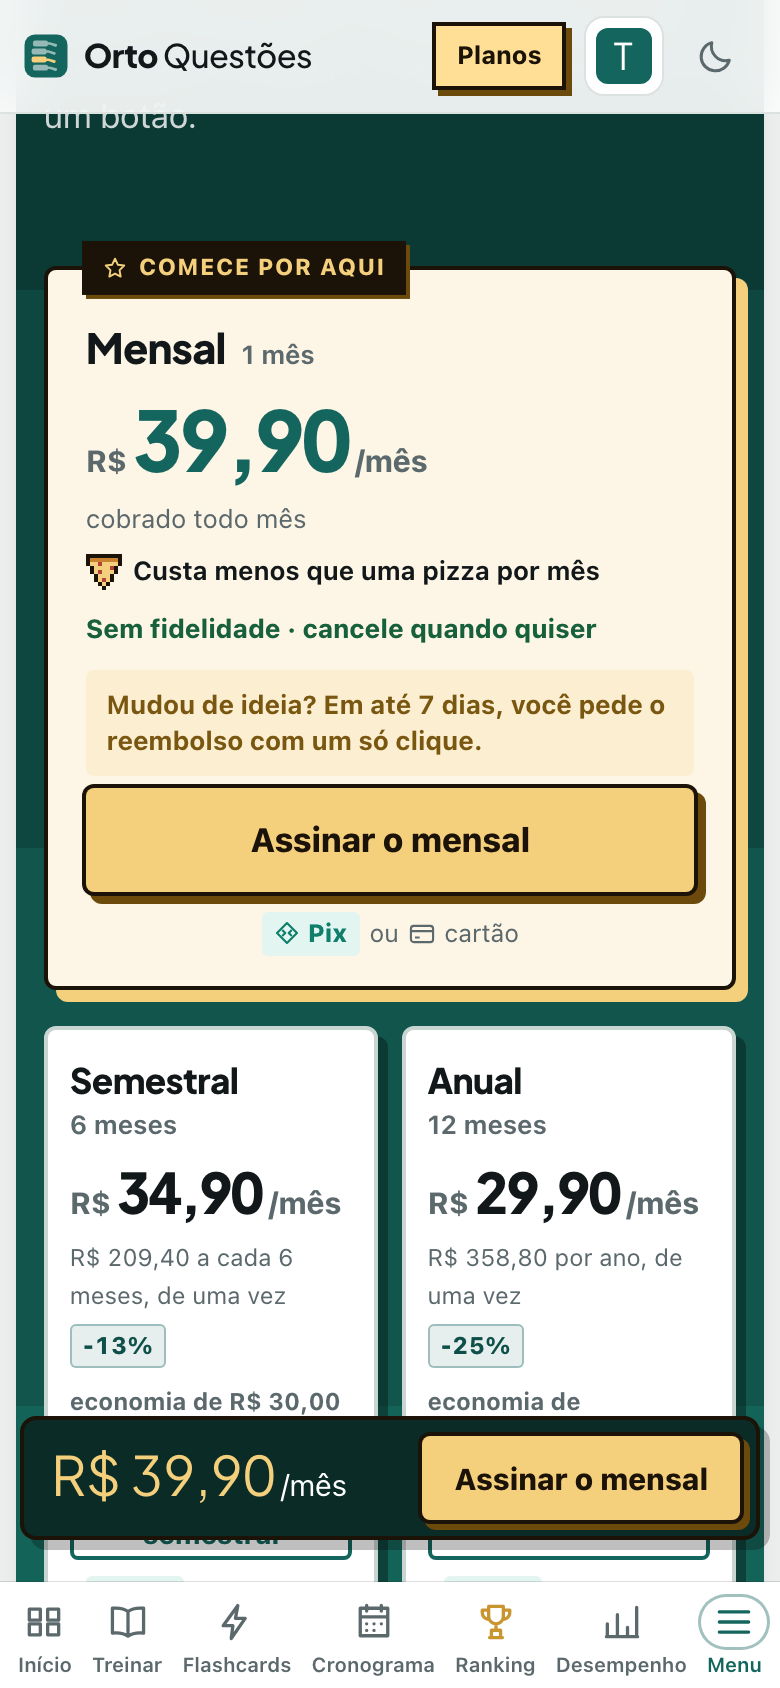 Orto Questões
Planos
T
um botão.
COMECE POR AQUI
Mensal 1 mês
R$ 39,90 /mês
cobrado todo mês
Custa menos que uma pizza por mês
Sem fidelidade · cancele quando quiser
Mudou de ideia? Em até 7 dias, você pede o
reembolso com um só clique.
Assinar o mensal
Pix ou cartão
Semestral
6 meses
R$ 34,90 /mês
R$ 209,40 a cada 6
meses, de uma vez
-13%
economia de R$ 30,00
Anual
12 meses
R$ 29,90 /mês
R$ 358,80 por ano, de
uma vez
-25%
economia de
R$ 39,90 /mês
Assinar o mensal
semestral
Início
Treinar
Flashcards
Cronograma
Ranking
Desempenho
Menu